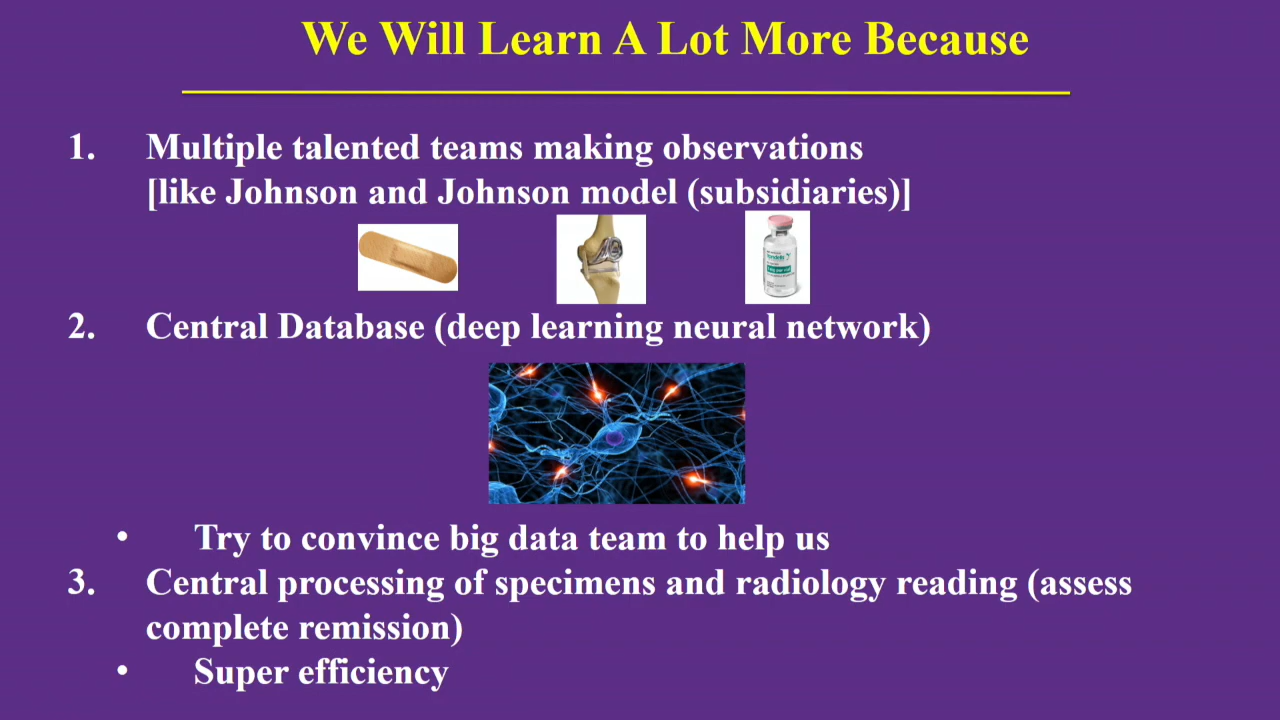 We Will Learn A Lot More Because
1. Multiple talented teams making observations
[like Johnson and Johnson model (subsidiaries)]
2. Central Database (deep learning neural network)
• Try to convince big data team to help us
3. Central processing of specimens and radiology reading (assess
complete remission)
• Super efficiency